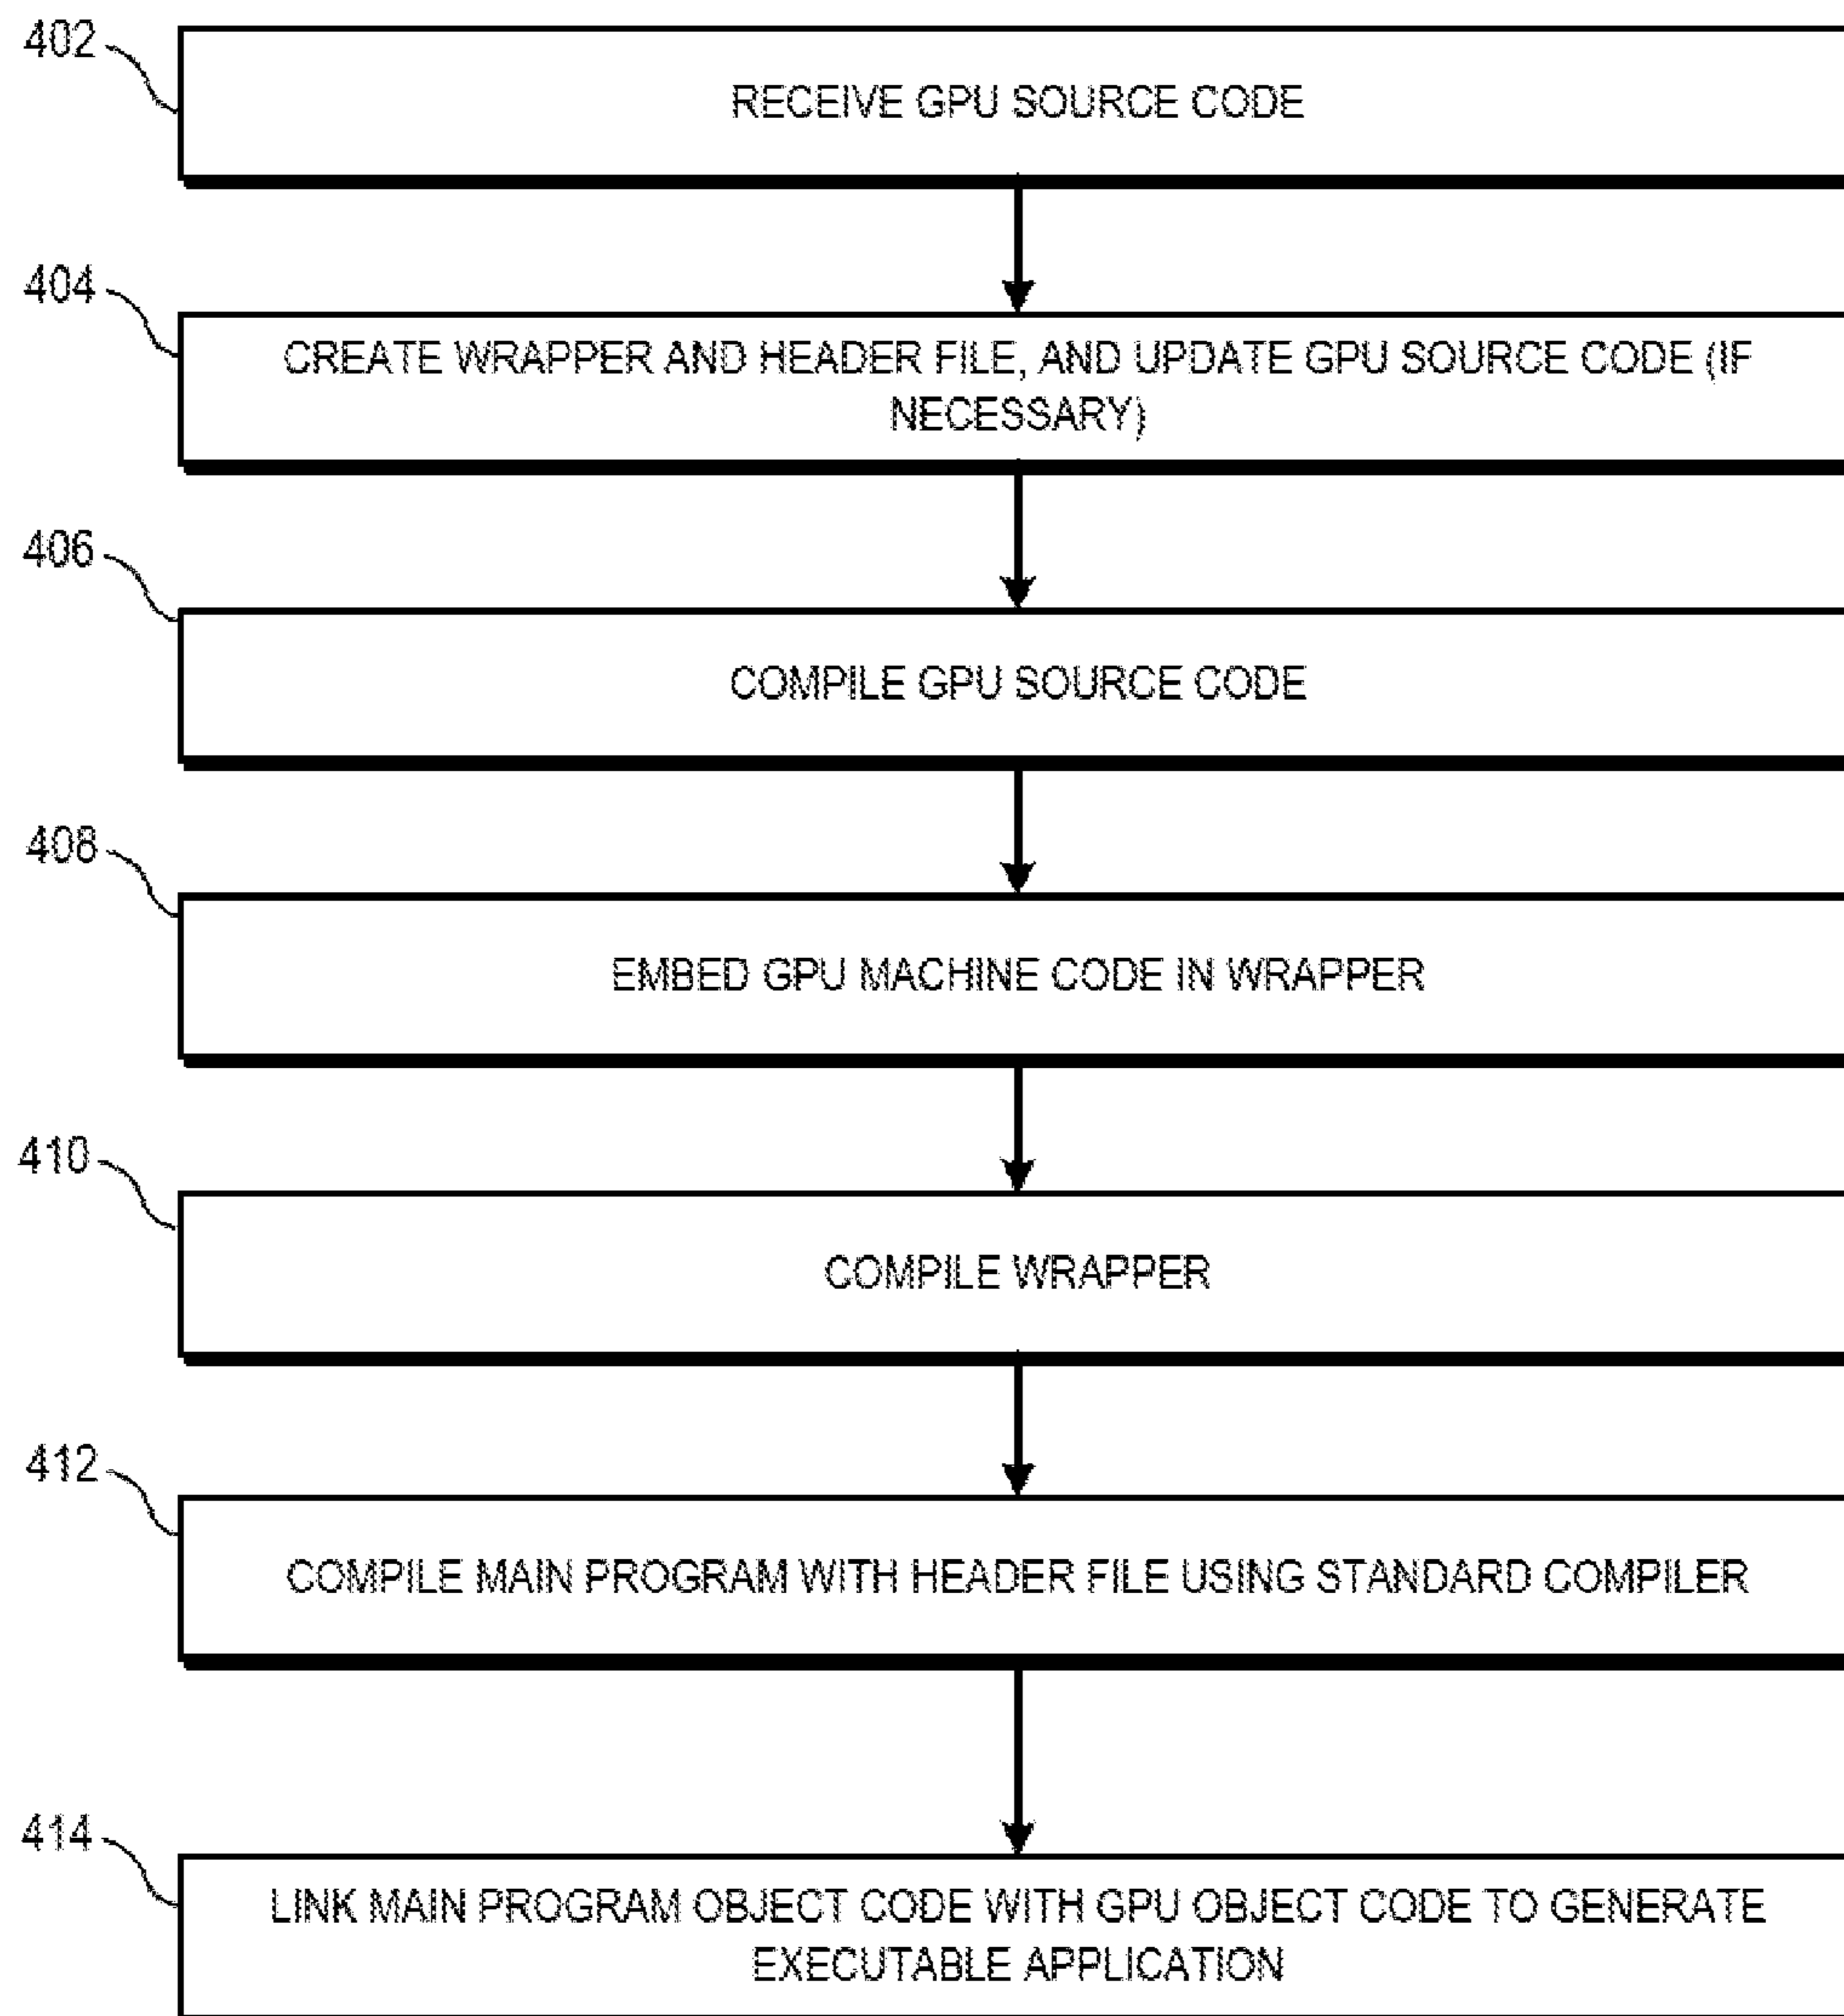 402
RECEIVE GPU SOURCE CODE
404
CREATE WRAPPER AND HEADER FILE, AND UPDATE GPU SOURCE CODE (IF
NECESSARY)
406
COMPILE GPU SOURCE CODE
408
EMBED GPU MACHINE CODE IN WRAPPER
410
COMPILE WRAPPER
412
COMPILE MAIN PROGRAM WITH HEADER FILE USING STANDARD COMPILER
414
LINK MAIN PROGRAM OBJECT CODE WITH GPU OBJECT CODE TO GENERATE
EXECUTABLE APPLICATION